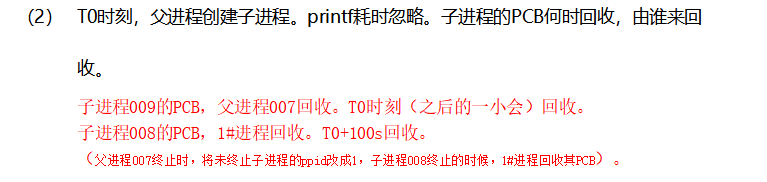 (2) T0时刻，父进程创建子进程。printf耗时忽略。子进程的PCB何时回收，由谁来回
收。
子进程009的PCB，父进程007回收。T0时刻（之后的一小会）回收。
子进程008的PCB，1#进程回收。T0+100s回收。
（父进程007终止时，将未终止子进程的ppid改成1，子进程008终止的时候，1#进程回收其PCB）。